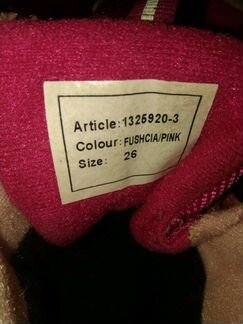 Article: 1325920-3
Colour: FUSHCIA/PINK
Size: 26